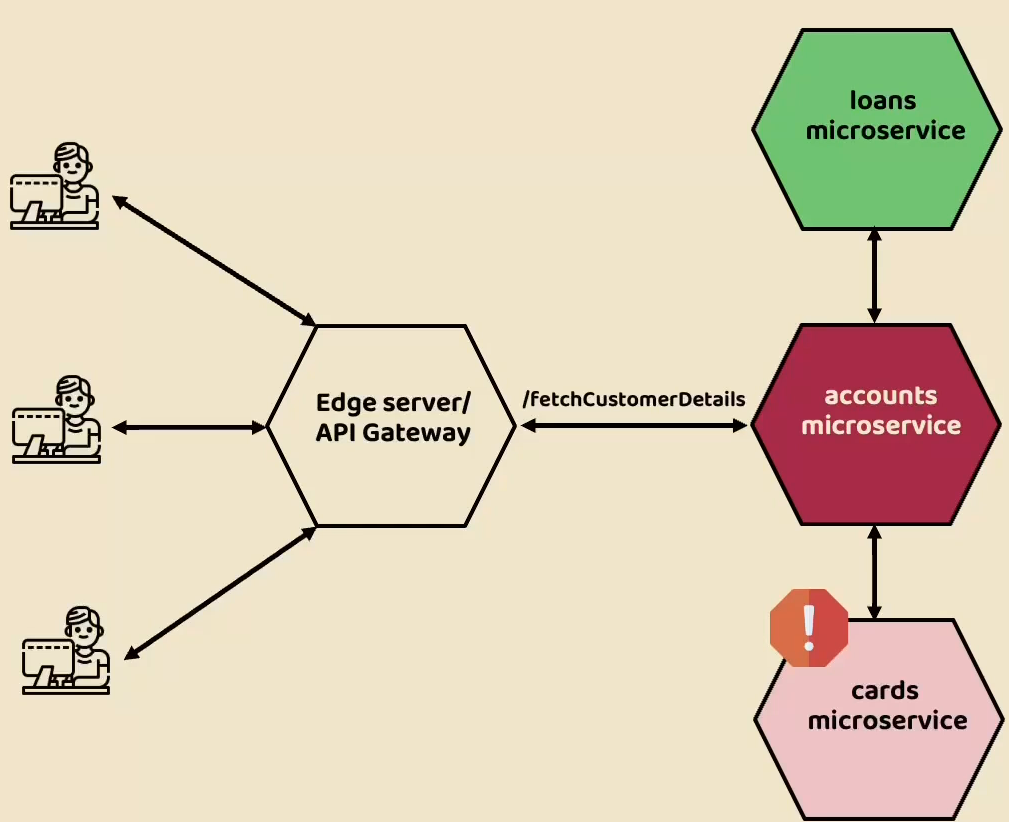 loans
microservice
Edge server/
API Gateway
/FetchCustomerDetails
accounts
microservice
!
cards
microservice